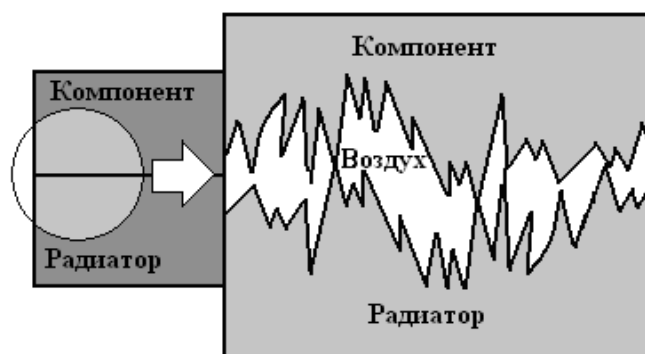 Компонент
Радиатор
Компонент
Воздух
Радиатор